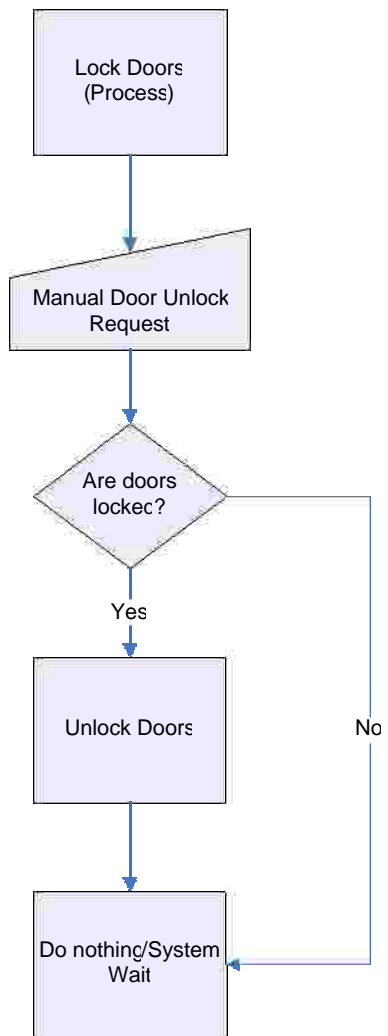 Lock Doors
(Process)
Manual Door Unlock
Request
Are doors
locked?
Yes
Unlock Doors
No
Do nothing/System
Wait